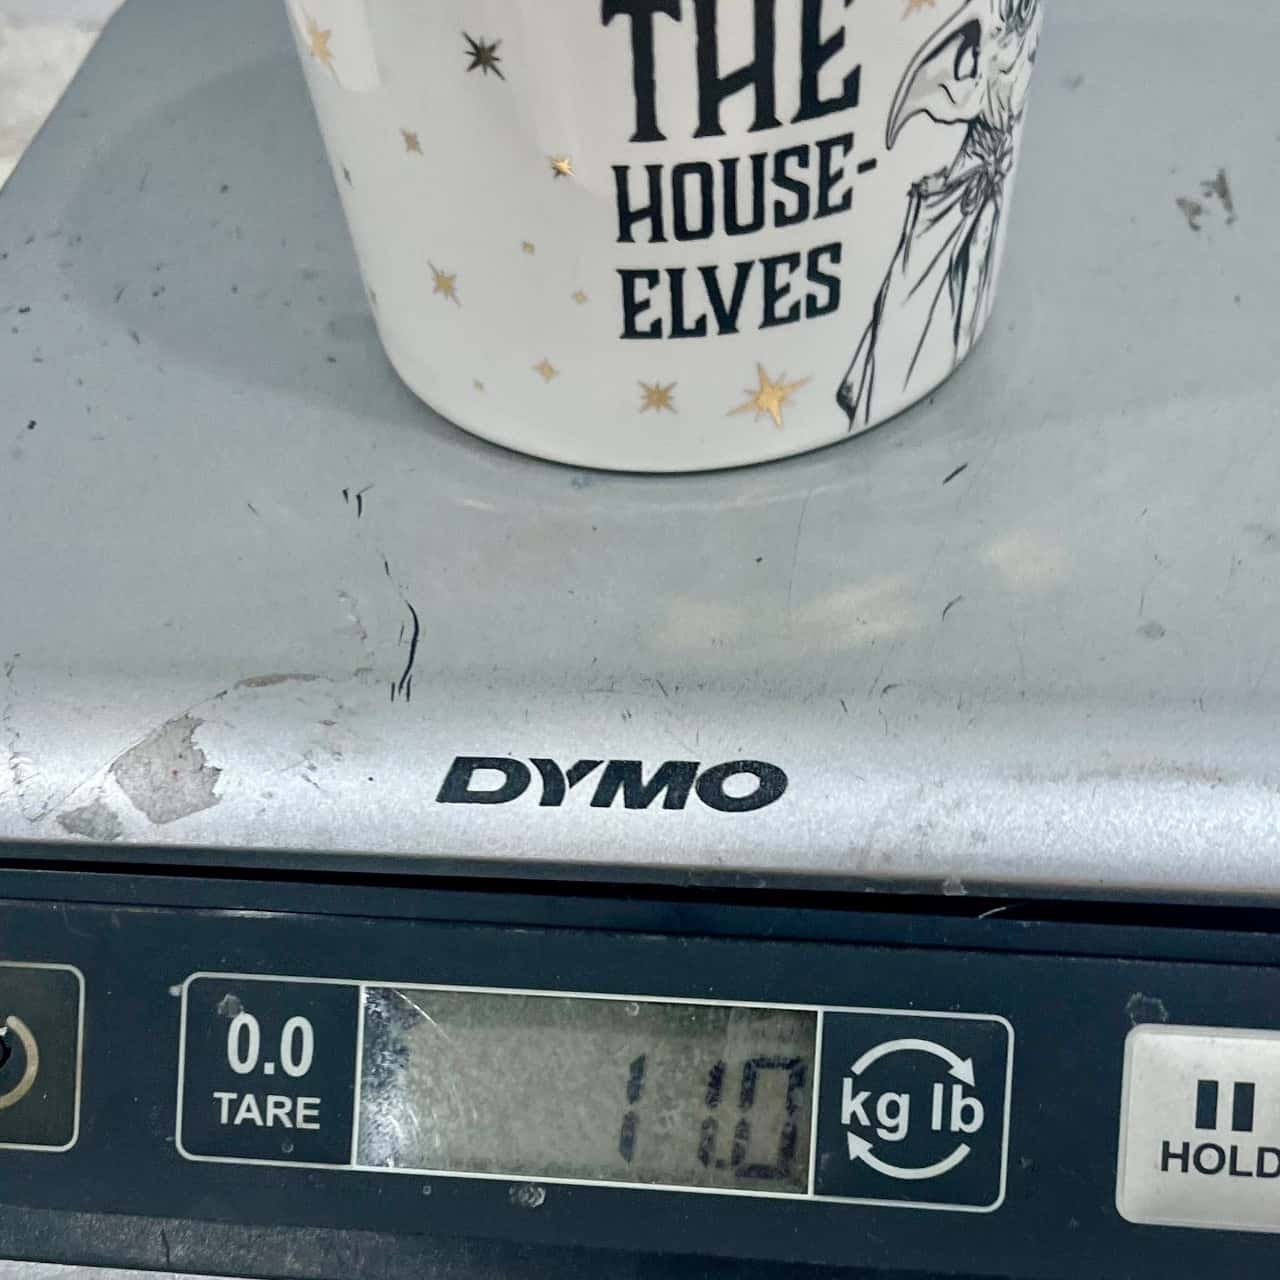 THE
HOUSE-
ELVES
DYMO
0.0
TARE
11.0
kg lb
HOLD